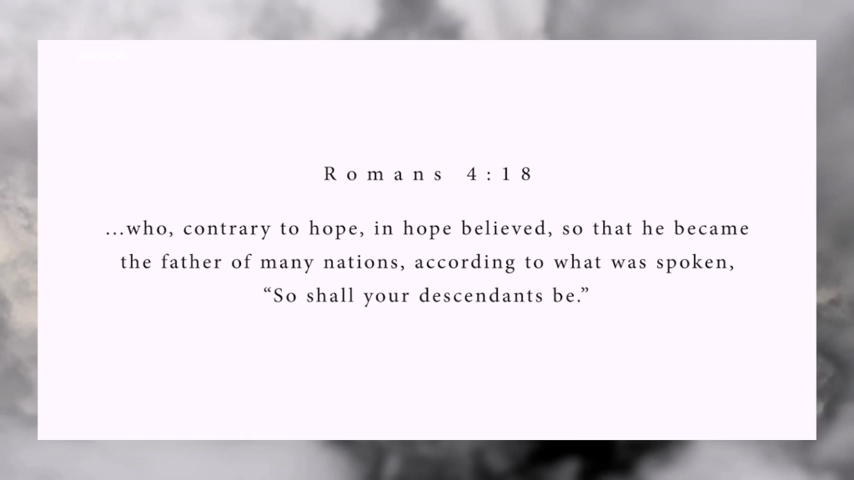 Romans 4:18
...who, contrary to hope, in hope believed, so that he became
the father of many nations, according to what was spoken,
“So shall your descendants be.”